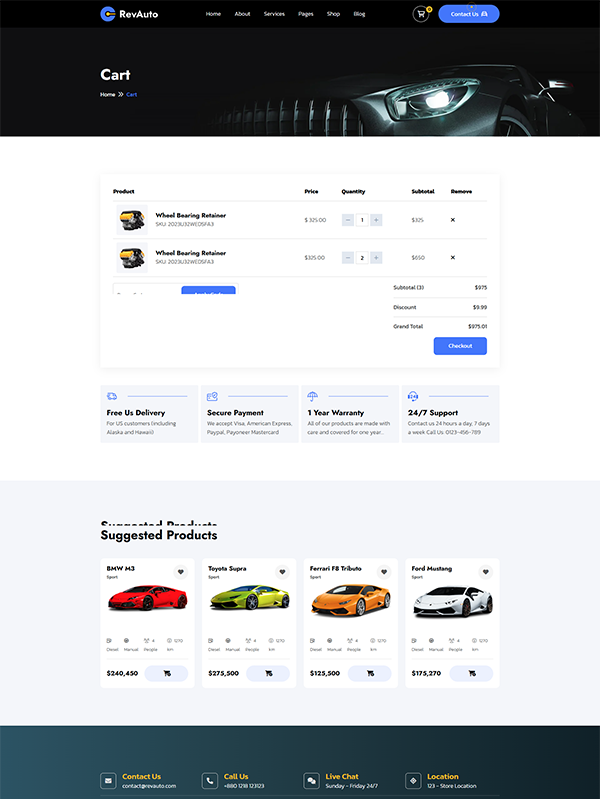 RevAuto
Home About Services Pages Shop Blog
0
Contact Us
Cart
Home Cart
Product Price Quantity Subtotal Remove
Wheel Bearing Retainer
SKU: 2023U32WEDSFA3
$ 325.00 - 1 + $325 ×
Wheel Bearing Retainer
SKU: 2023U32WEDSFA3
$325.00 - 2 + $650 ×
Subtotal (3) $975
Discount $9.99
Grand Total $975.01
Checkout
Free Us Delivery
For US customers (including
Alaska and Hawaii)
Secure Payment
We accept Visa, American Express,
Paypal, Payoneer Mastercard
1 Year Warranty
All of our products are made with
care and covered for one year.
24/7 Support
Contact us 24 hours a day, 7 days
a week Call Us: 0123-456-789
Suggested Products
Suggested Products
BMW M3
Sport
4 1270
Diesel Manual People km
$240,450
Toyota Supra
Sport
4 1270
Diesel Manual People km
$275,500
Ferrari F8 Tributo
Sport
4 1270
Diesel Manual People km
$125,500
Ford Mustang
Sport
4 1270
Diesel Manual People km
$175,270
Contact Us
contact@revauto.com
Call Us
+880 1218 123123
Live Chat
Sunday - Friday 24/7
Location
123 - Store Location